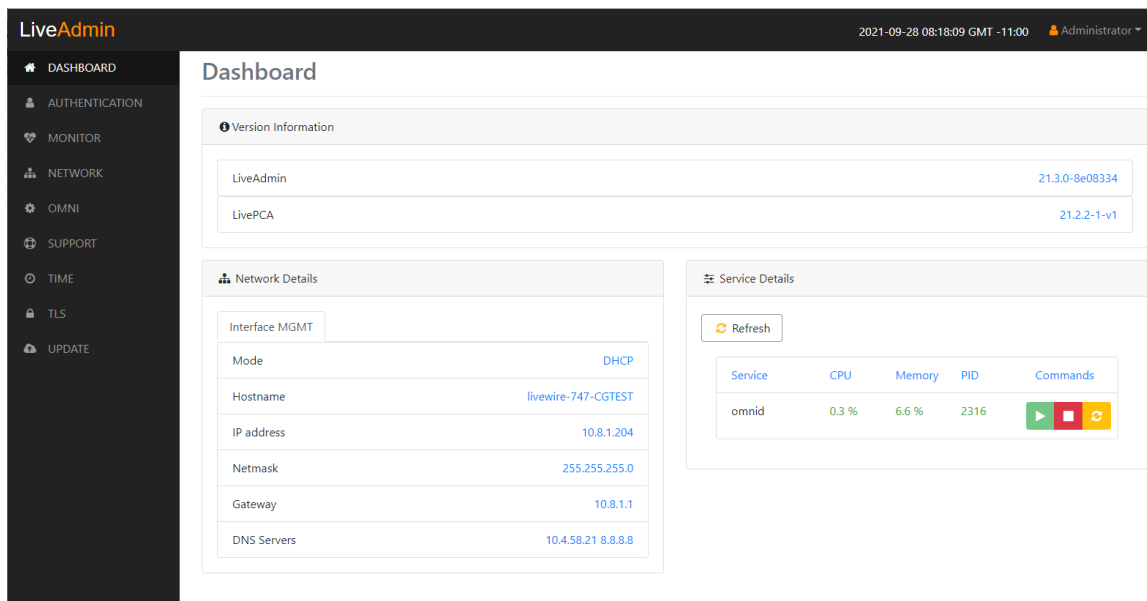 LiveAdmin
2021-09-28 08:18:09 GMT -11:00 Administrator
DASHBOARD
AUTHENTICATION
MONITOR
NETWORK
OMNI
SUPPORT
TIME
TLS
UPDATE
Dashboard
Version Information
LiveAdmin 21.3.0-8e08334
LivePCA 21.2.2-1-v1
Network Details
Interface MGMT
Mode DHCP
Hostname livewire-747-CGTEST
IP address 10.8.1.204
Netmask 255.255.255.0
Gateway 10.8.1.1
DNS Servers 10.4.58.21 8.8.8.8
Service Details
Refresh
Service CPU Memory PID Commands
omnid 0.3 % 6.6 % 2316